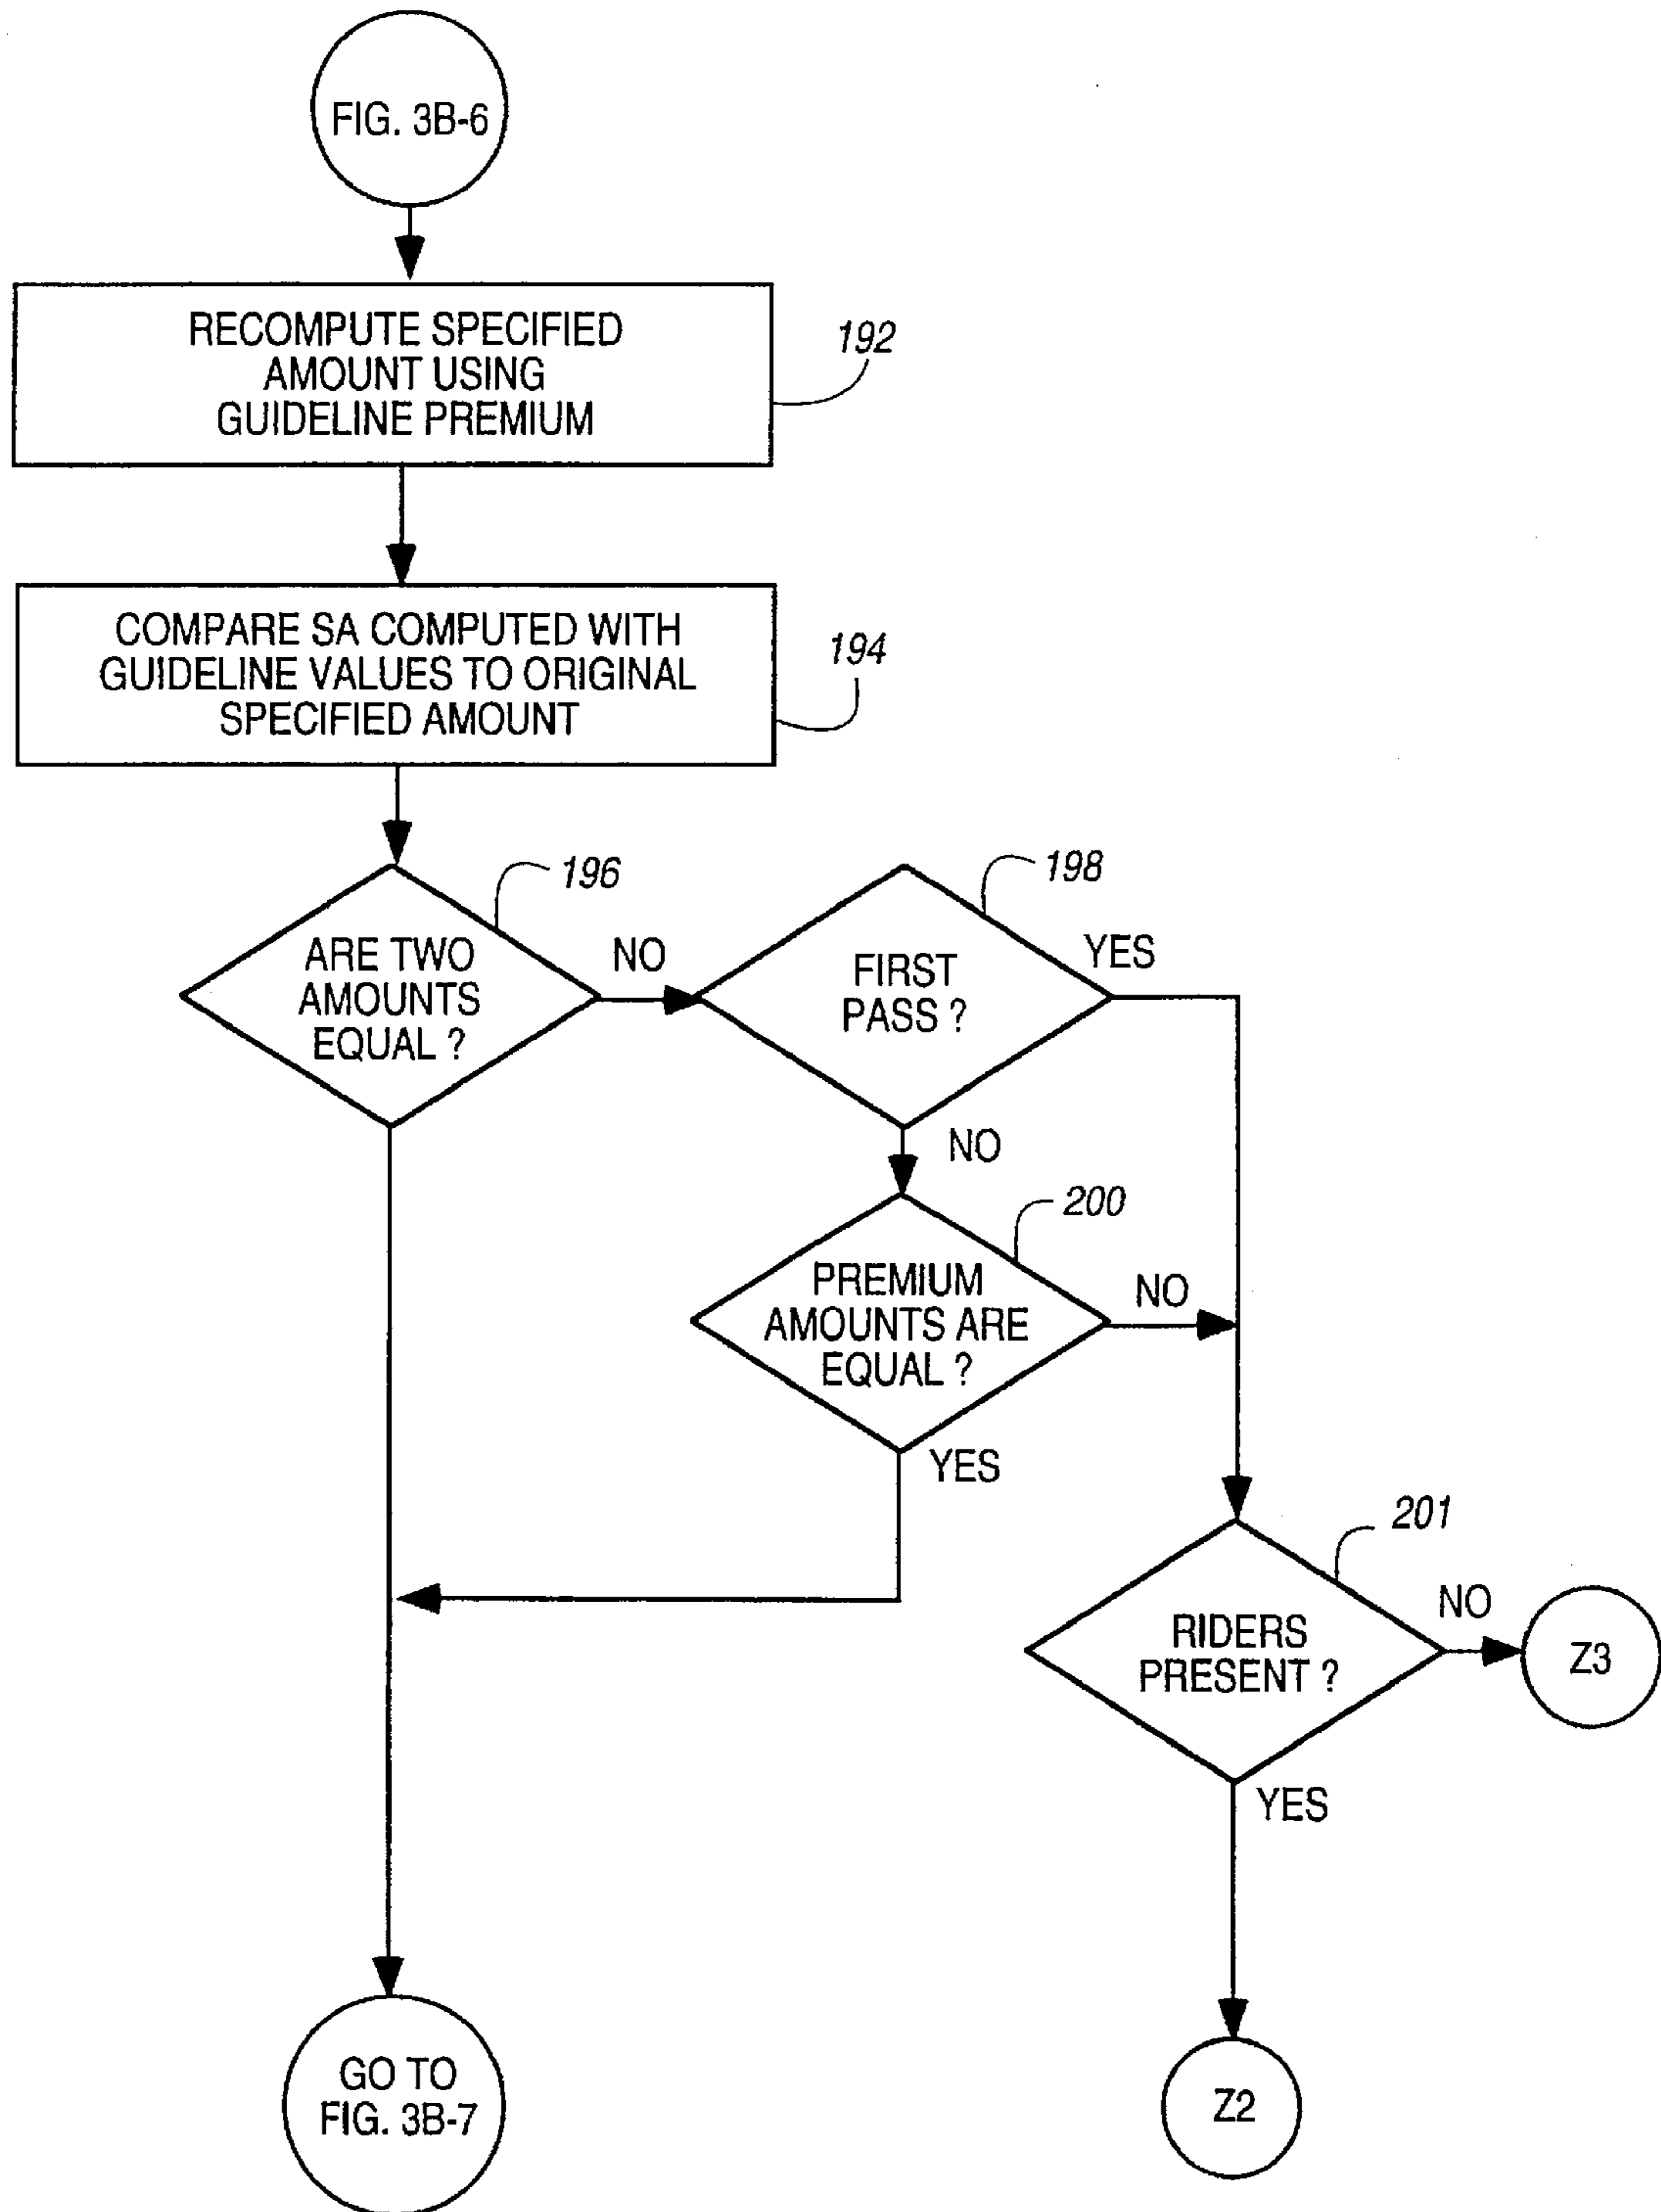 FIG. 3B-6
RECOMPUTE SPECIFIED
AMOUNT USING
GUIDELINE PREMIUM
192
COMPARE SA COMPUTED WITH
GUIDELINE VALUES TO ORIGINAL
SPECIFIED AMOUNT
194
196
ARE TWO
AMOUNTS
EQUAL ?
NO
198
FIRST
PASS ?
YES
NO
200
PREMIUM
AMOUNTS ARE
EQUAL ?
NO
YES
201
RIDERS
PRESENT ?
NO
Z3
YES
GO TO
FIG. 3B-7
Z2